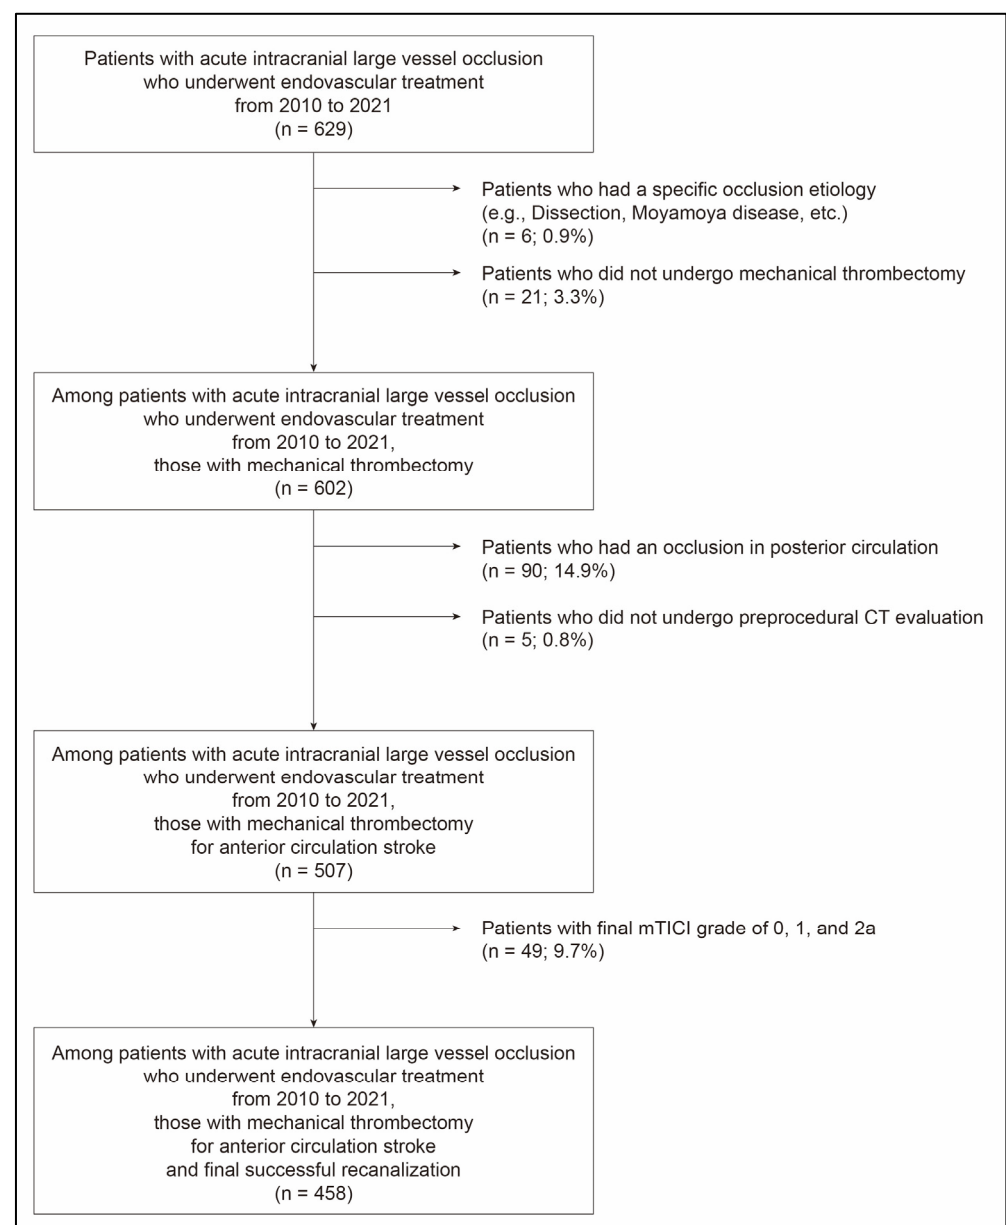 Patients with acute intracranial large vessel occlusion
who underwent endovascular treatment
from 2010 to 2021
(n = 629)
Patients who had a specific occlusion etiology
(e.g., Dissection, Moyamoya disease, etc.)
(n = 6; 0.9%)
Patients who did not undergo mechanical thrombectomy
(n = 21; 3.3%)
Among patients with acute intracranial large vessel occlusion
who underwent endovascular treatment
from 2010 to 2021,
those with mechanical thrombectomy
(n = 602)
Patients who had an occlusion in posterior circulation
(n = 90; 14.9%)
Patients who did not undergo preprocedural CT evaluation
(n = 5; 0.8%)
Among patients with acute intracranial large vessel occlusion
who underwent endovascular treatment
from 2010 to 2021,
those with mechanical thrombectomy
for anterior circulation stroke
(n = 507)
Patients with final mTICI grade of 0, 1, and 2a
(n = 49; 9.7%)
Among patients with acute intracranial large vessel occlusion
who underwent endovascular treatment
from 2010 to 2021,
those with mechanical thrombectomy
for anterior circulation stroke
and final successful recanalization
(n = 458)